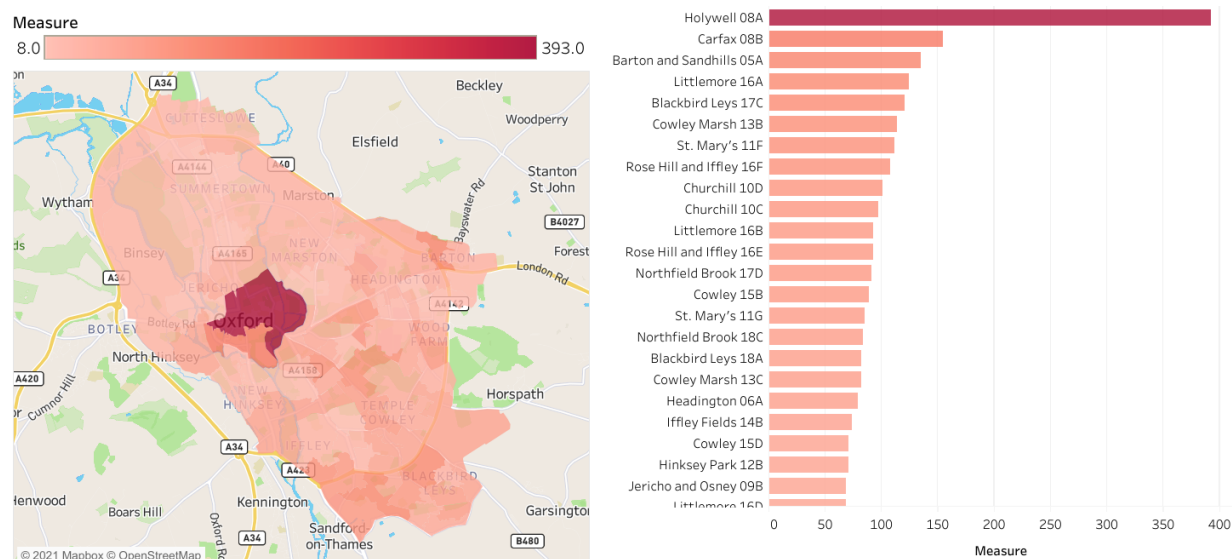 Measure
8.0
393.0
A34
Beckley
CUTTESLOWE
Woodperry
Elsfield
A4144
A40
Stanton
St John
SUMMERTOWN
Marston
Wytham
Bayswater Rd
B4027
ds
NEW
MARSTON
Forest
Binsey
A4165
BARTON
London Rd
A34
JERICHO
HEADINGTON
A4142
Oxford
Botley Rd
BOTLEY
WOOD
FARM
North Hinksey
A4158
A420
Cumnor Hill
NEW
HINKSEY
Horspath
TEMPLE
COWLEY
or
A34
IFFLEY
A423
BLACKBIRD
LEYS
Henwood
Boars Hill
Kennington
Garsington
Sandford
-on-Thames
Oxford Rd
A34
B480
© 2021 Mapbox © OpenStreetMap
Holywell 08A
Carfax 08B
Barton and Sandhills 05A
Littlemore 16A
Blackbird Leys 17C
Cowley Marsh 13B
St. Mary's 11F
Rose Hill and Iffley 16F
Churchill 10D
Churchill 10C
Littlemore 16B
Rose Hill and Iffley 16E
Northfield Brook 17D
Cowley 15B
St. Mary's 11G
Northfield Brook 18C
Blackbird Leys 18A
Cowley Marsh 13C
Headington 06A
Iffley Fields 14B
Cowley 15D
Hinksey Park 12B
Jericho and Osney 09B
Littlemore 16D
0 50 100 150 200 250 300 350 400
Measure